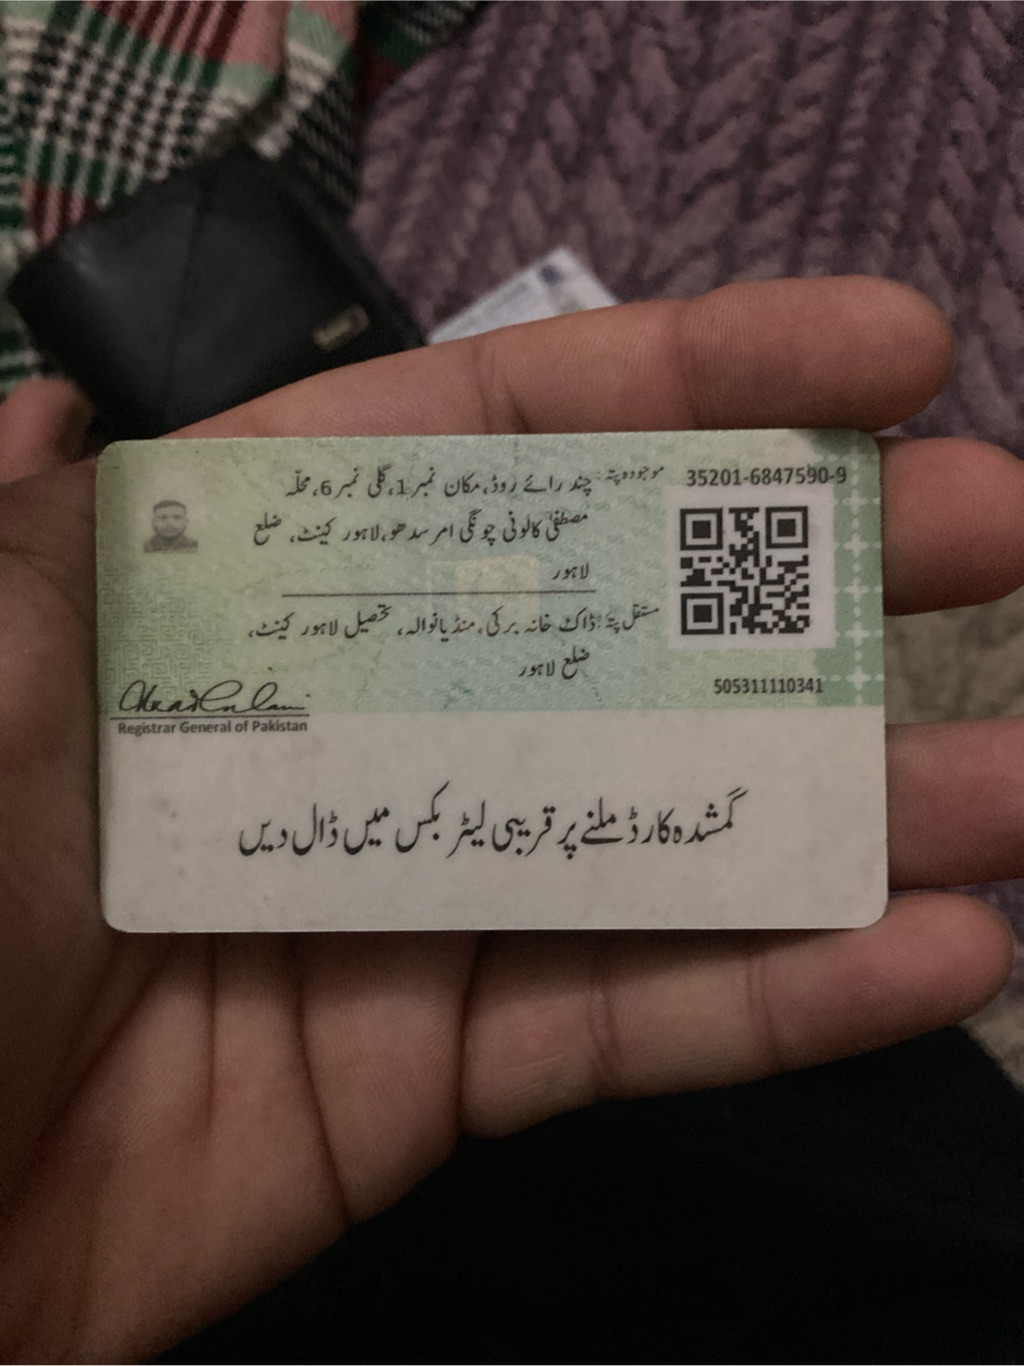 35201-6847590-9
موجودہ پتہ: چند رائے روڈ، مکان نمبر 1، گلی نمبر 6، محلّہ
مصطفیٰ کالونی چونگی امر سدھو، لاہور کینٹ، ضلع
لاہور
مستقل پتہ: ڈاک خانہ برکی، منڈیانوالہ، تحصیل لاہور کینٹ،
ضلع لاہور
505311110341
Registrar General of Pakistan
گمشدہ کارڈ ملنے پر قریبی لیٹر بکس میں ڈال دیں